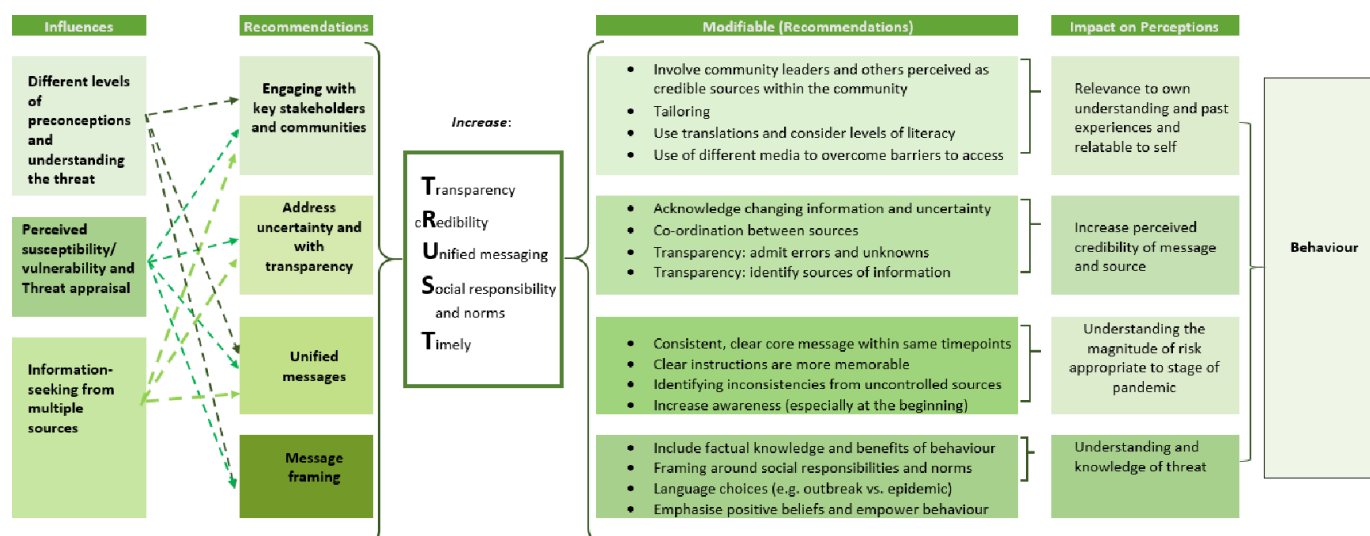 Influences
Different levels of
preconceptions
and
understanding
the threat
Perceived
susceptibility/
vulnerability and
Threat appraisal
Information-
seeking from
multiple
sources
Recommendations
Engaging with
key stakeholders
and communities
Address
uncertainty and
with
transparency
Unified
messages
Message
framing
Increase:
Transparency
cRedibility
Unified messaging
Social responsibility
and norms
Timely
Modifiable (Recommendations)
• Involve community leaders and others perceived as
credible sources within the community
• Tailoring
• Use translations and consider levels of literacy
• Use of different media to overcome barriers to access
• Acknowledge changing information and uncertainty
• Co-ordination between sources
• Transparency: admit errors and unknowns
• Transparency: identify sources of information
• Consistent, clear core message within same timepoints
• Clear instructions are more memorable
• Identifying inconsistencies from uncontrolled sources
• Increase awareness (especially at the beginning)
• Include factual knowledge and benefits of behaviour
• Framing around social responsibilities and norms
• Language choices (e.g. outbreak vs. epidemic)
• Emphasise positive beliefs and empower behaviour
Impact on Perceptions
Relevance to own
understanding and past
experiences and
relatable to self
Increase perceived
credibility of message
and source
Understanding the
magnitude of risk
appropriate to stage of
pandemic
Understanding and
knowledge of threat
Behaviour